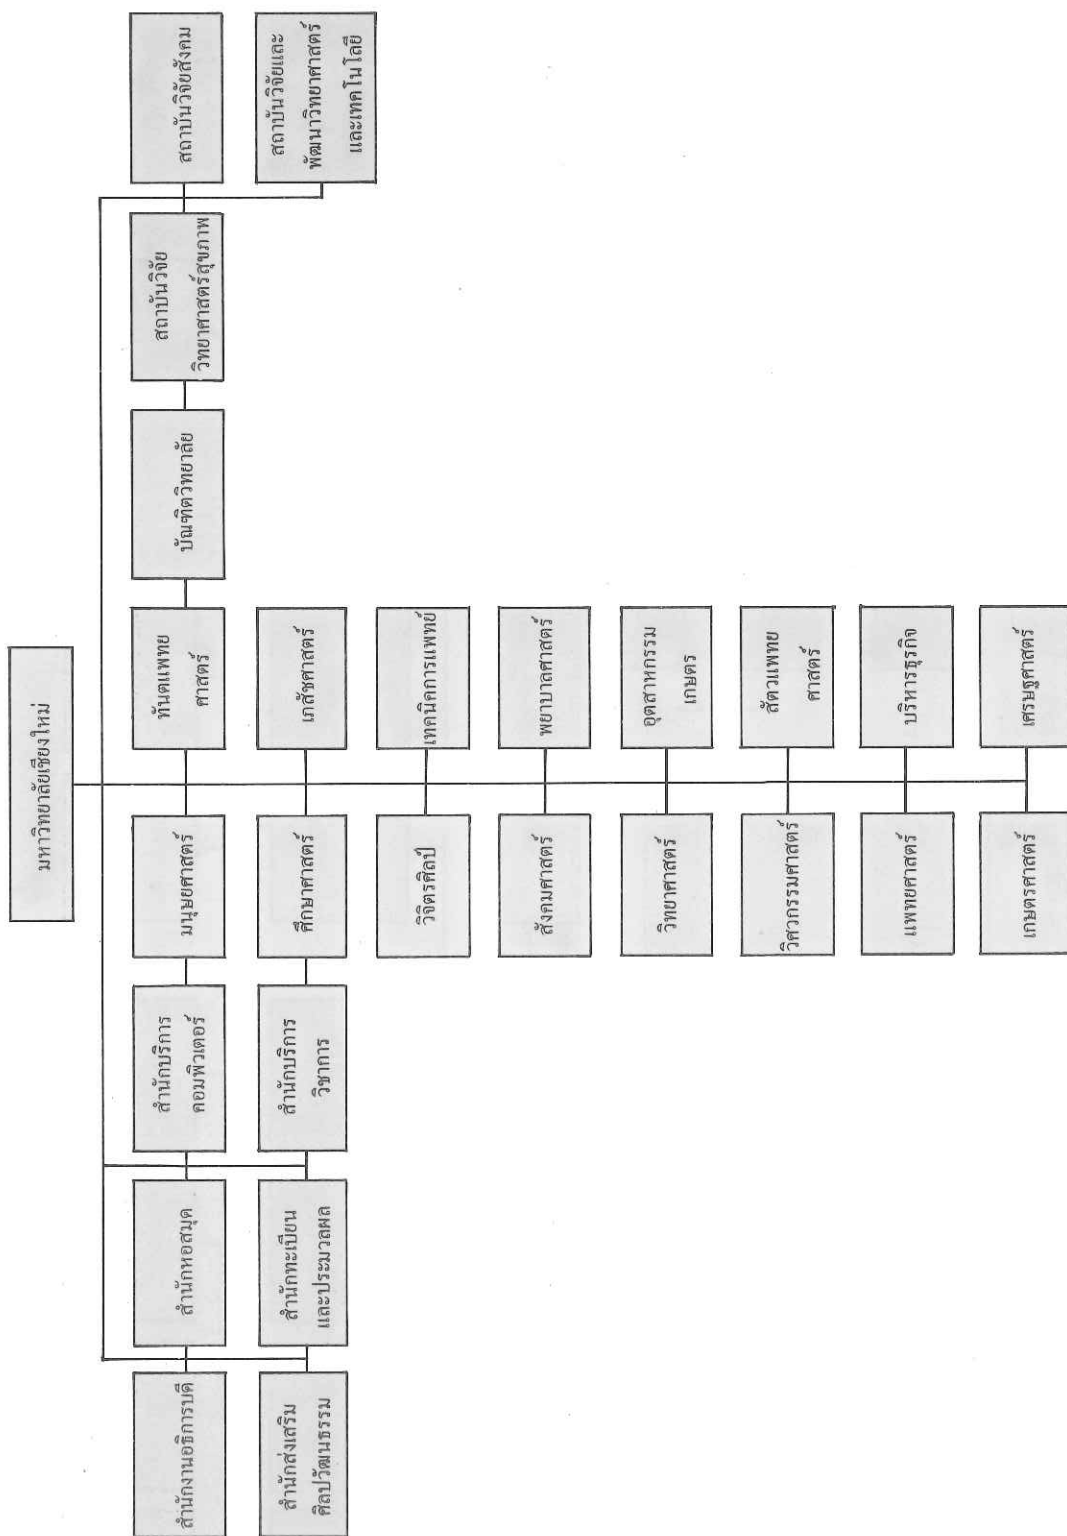 มหาวิทยาลัยเชียงใหม่
สำนักงานอธิการบดี
สำนักหอสมุด
สำนักบริการ
คอมพิวเตอร์
มนุษยศาสตร์
ทันตแพทย
ศาสตร์
บัณฑิตวิทยาลัย
สถาบันวิจัย
วิทยาศาสตร์สุขภาพ
สถาบันวิจัยสังคม
สำนักส่งเสริม
ศิลปวัฒนธรรม
สำนักทะเบียน
และประมวลผล
สำนักบริการ
วิชาการ
ศึกษาศาสตร์
เภสัชศาสตร์
สถาบันวิจัยและ
พัฒนาวิทยาศาสตร์
และเทคโนโลยี
วิจิตรศิลป์
เทคนิคการแพทย์
สังคมศาสตร์
พยาบาลศาสตร์
วิทยาศาสตร์
อุตสาหกรรม
เกษตร
วิศวกรรมศาสตร์
สัตวแพทย
ศาสตร์
แพทยศาสตร์
บริหารธุรกิจ
เกษตรศาสตร์
เศรษฐศาสตร์